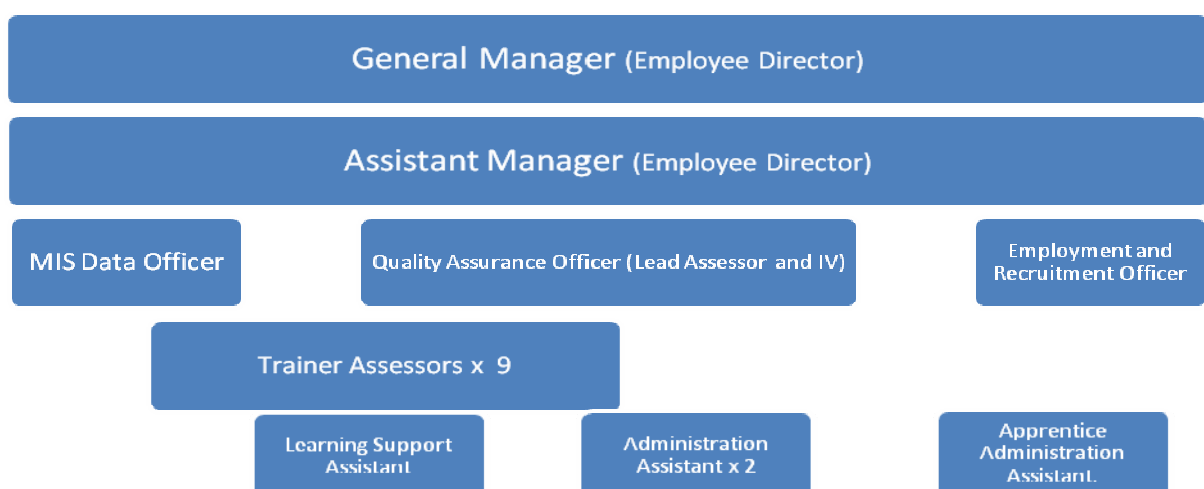 General Manager (Employee Director)
Assistant Manager (Employee Director)
MIS Data Officer
Quality Assurance Officer (Lead Assessor and IV)
Employment and
Recruitment Officer
Trainer Assessors x 9
Learning Support
Assistant
Administration
Assistant x 2
Apprentice
Administration
Assistant.